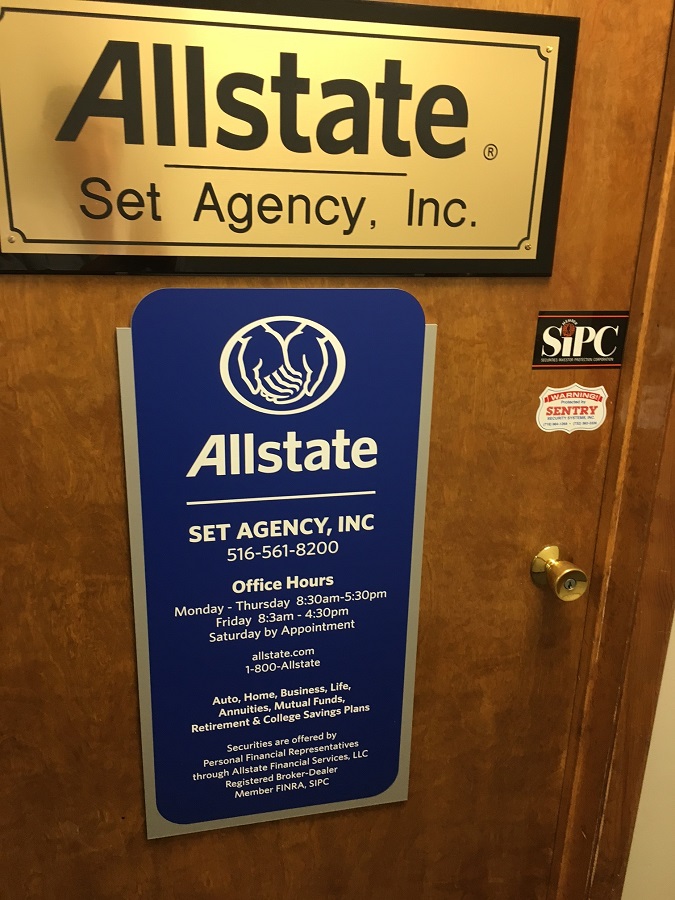 Allstate ®
Set Agency, Inc.
Allstate
SET AGENCY, INC
516-561-8200
Office Hours
Monday - Thursday 8:30am-5:30pm
Friday 8:3am - 4:30pm
Saturday by Appointment
allstate.com
1-800-Allstate
Auto, Home, Business, Life,
Annuities, Mutual Funds,
Retirement & College Savings Plans
Securities are offered by
Personal Financial Representatives
through Allstate Financial Services, LLC
Registered Broker-Dealer
Member FINRA, SIPC
SiPC
SECURITIES INVESTOR PROTECTION CORPORATION
WARNING!!
Protected by
SENTRY
SECURITY SYSTEMS, INC.